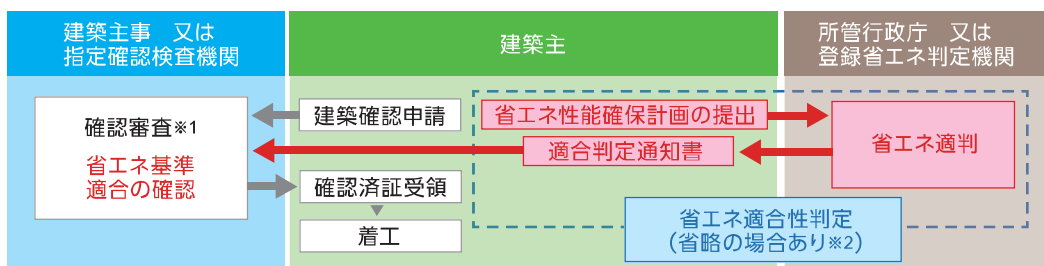 建築主事　又は
指定確認検査機関
建築主
所管行政庁　又は
登録省エネ判定機関
確認審査※1
省エネ基準
適合の確認
建築確認申請
省エネ性能確保計画の提出
適合判定通知書
省エネ適判
確認済証受領
着工
省エネ適合性判定
(省略の場合あり※2)